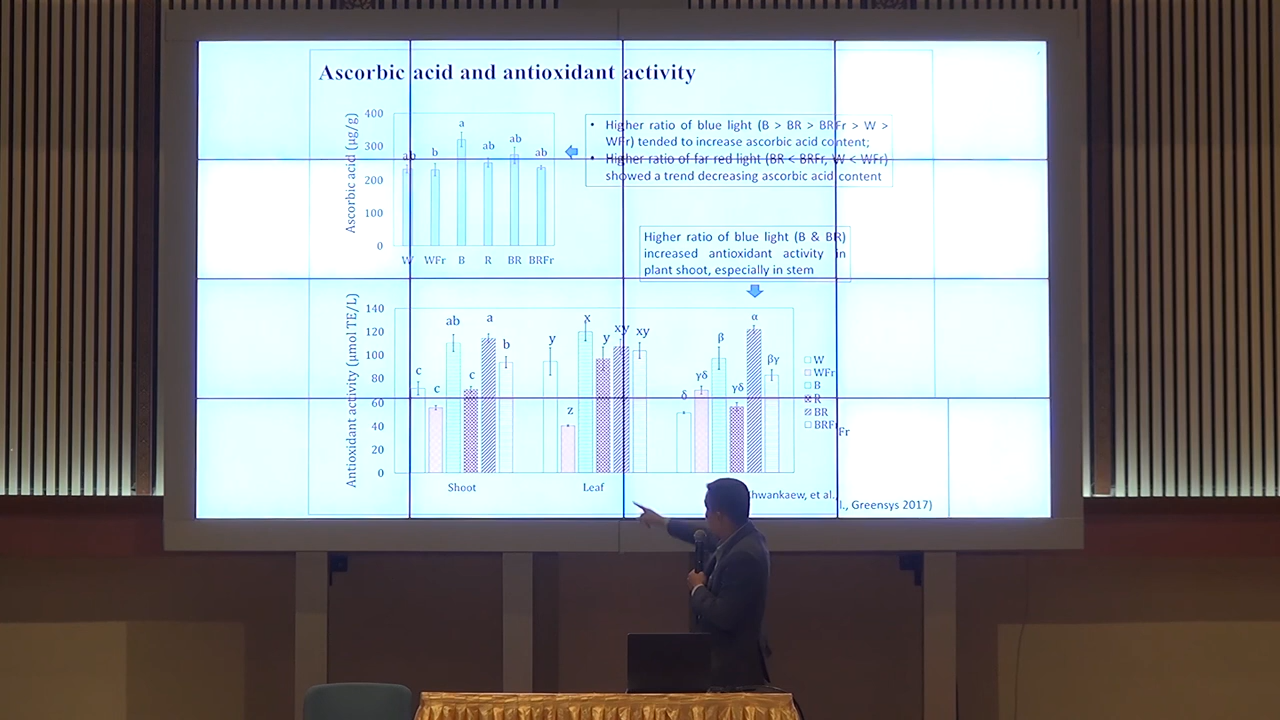 Ascorbic acid and antioxidant activity
Ascorbic acid (µg/g)
400
300
200
100
0
ab
b
a
ab
ab
ab
W
WFr
B
R
BR
BRFr
• Higher ratio of blue light (B > BR > BRFr > W >
WFr) tended to increase ascorbic acid content;
• Higher ratio of far red light (BR < BRFr, W < WFr)
showed a trend decreasing ascorbic acid content
Higher ratio of blue light (B & BR)
increased antioxidant activity in
plant shoot, especially in stem
Antioxidant activity (µmol TE/L)
140
120
100
80
60
40
20
0
c
c
ab
c
a
b
y
z
x
y
xy
xy
δ
γδ
β
γδ
α
βγ
Shoot
Leaf
W
WFr
B
R
BR
BRFr
Fr
hwankaew, et al.,
l., Greensys 2017)